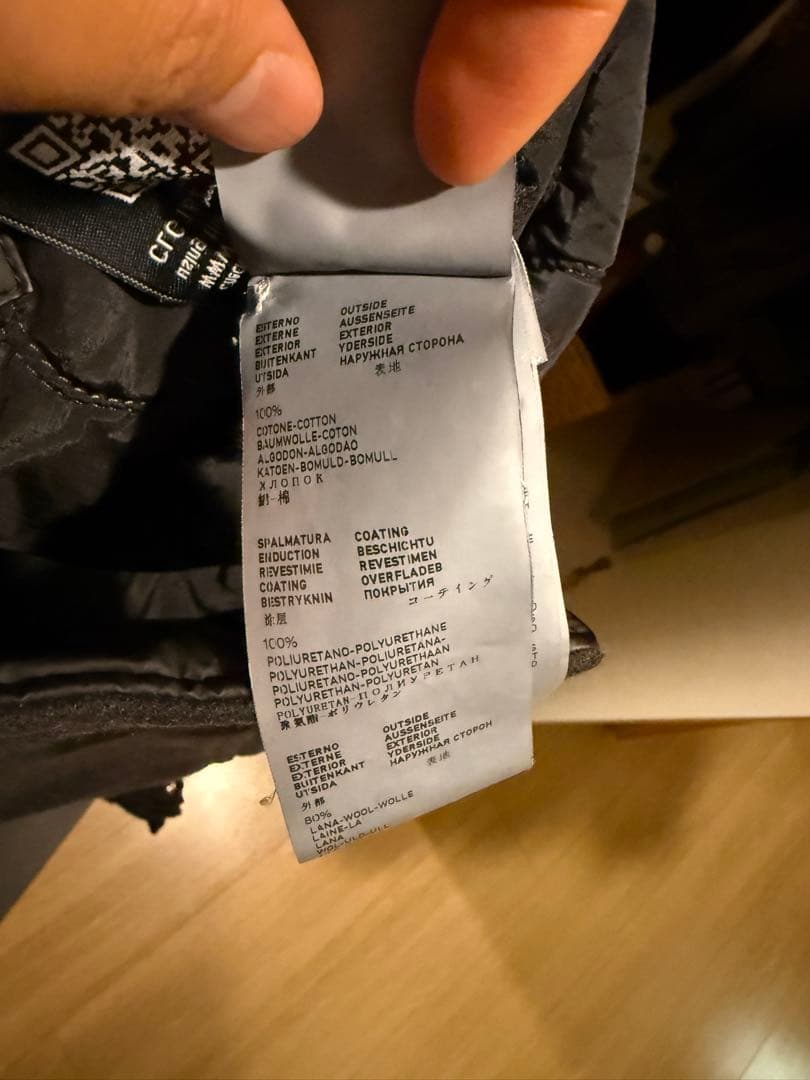 ESTERNO OUTSIDE
EXTERNE AUSSENSEITE
EXTERIOR EXTERIOR
BUITENKANT YDERSIDE
UTSIDA НАРУЖНАЯ СТОРОНА
外部 表地
100%
COTONE-COTTON
BAUMWOLLE-COTON
ALGODON-ALGODAO
KATOEN-BOMULD-BOMULL
ХЛОПОК
棉
SPALMATURA COATING
ENDUCTION BESCHICHTU
REVESTIMIE REVESTIMEN
COATING OVERFLADEB
BESTRYKNIN ПОКРЫТИЯ
涂层 コーティング
100%
POLIURETANO-POLYURETHANE
POLYURETHAN-POLIURETANA-
POLIURETANO-POLYURETHAAN
POLYURETHAN-POLYURETAN
POLYURETAN-ПОЛИУРЕТАН
聚氨酯-ポリウレタン
ESTERNO OUTSIDE
EXTERNE AUSSENSEITE
EXTERIOR EXTERIOR
BUITENKANT YDERSIDE
UTSIDA НАРУЖНАЯ СТОРОН
外部 表地
80%
LANA-WOOL-WOLLE
LAINE-LA
LANA